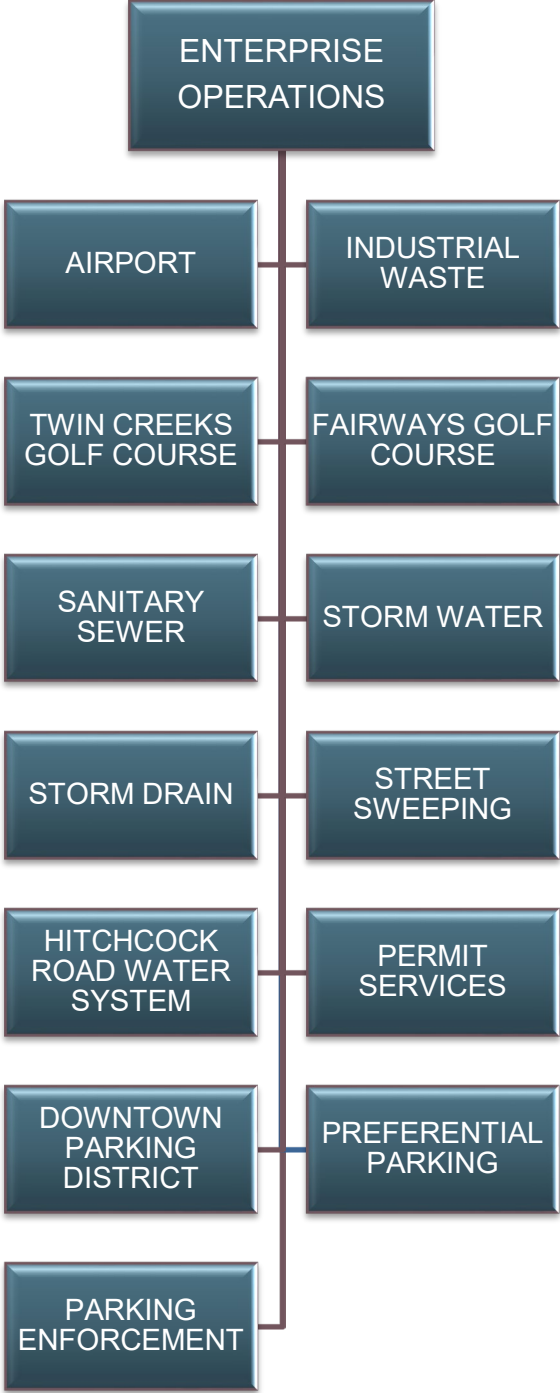 ENTERPRISE
OPERATIONS
AIRPORT
INDUSTRIAL
WASTE
TWIN CREEKS
GOLF COURSE
FAIRWAYS GOLF
COURSE
SANITARY
SEWER
STORM WATER
STORM DRAIN
STREET
SWEEPING
HITCHCOCK
ROAD WATER
SYSTEM
PERMIT
SERVICES
DOWNTOWN
PARKING
DISTRICT
PREFERENTIAL
PARKING
PARKING
ENFORCEMENT